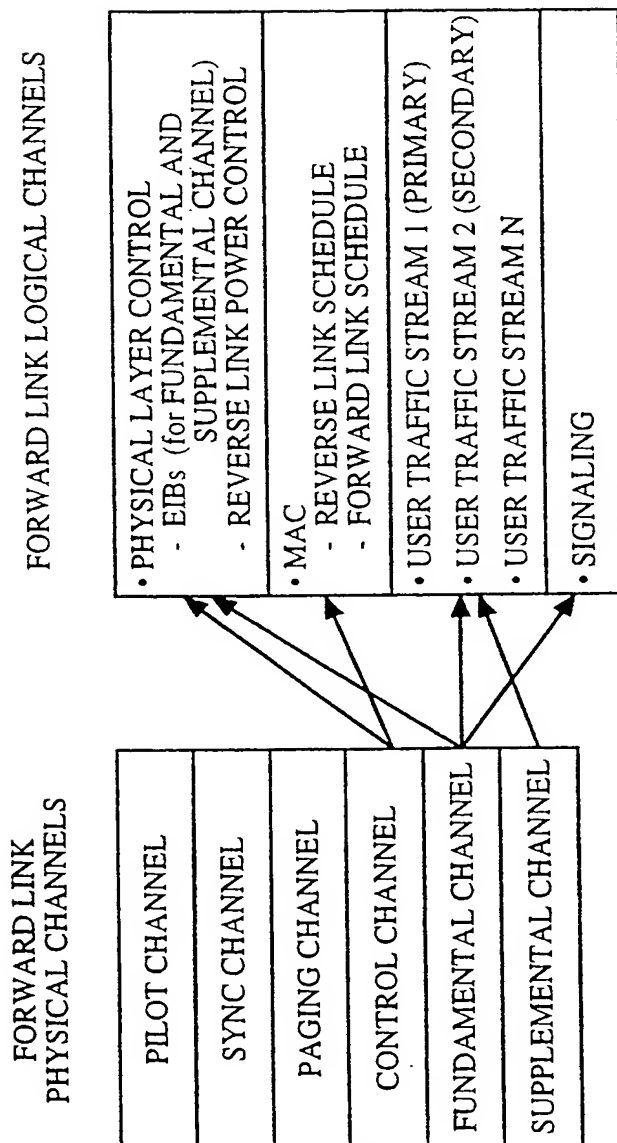 FORWARD LINK
PHYSICAL CHANNELS
PILOT CHANNEL
SYNC CHANNEL
PAGING CHANNEL
CONTROL CHANNEL
FUNDAMENTAL CHANNEL
SUPPLEMENTAL CHANNEL
FORWARD LINK LOGICAL CHANNELS
• PHYSICAL LAYER CONTROL
- EIBs (for FUNDAMENTAL AND
SUPPLEMENTAL CHANNEL)
- REVERSE LINK POWER CONTROL
• MAC
- REVERSE LINK SCHEDULE
- FORWARD LINK SCHEDULE
• USER TRAFFIC STREAM 1 (PRIMARY)
• USER TRAFFIC STREAM 2 (SECONDARY)
• USER TRAFFIC STREAM N
• SIGNALING